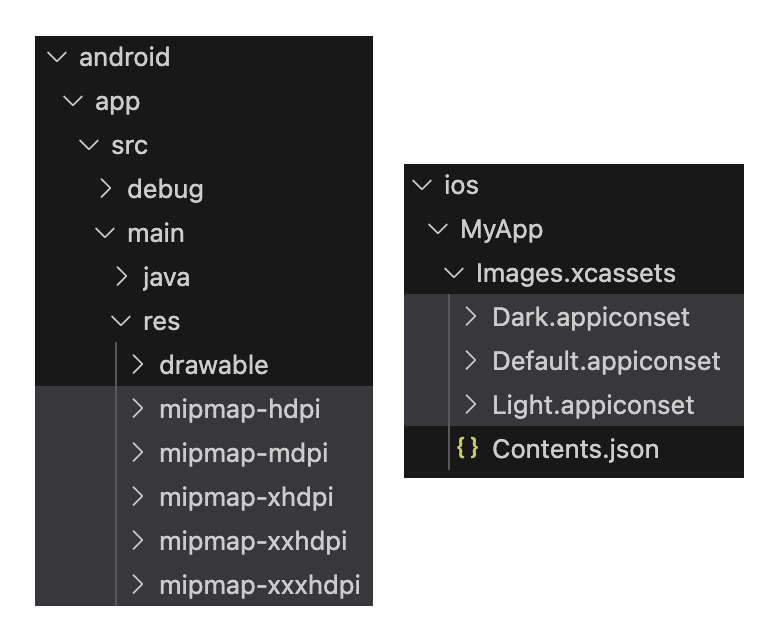 android
app
src
debug
main
java
res
drawable
mipmap-hdpi
mipmap-mdpi
mipmap-xhdpi
mipmap-xxhdpi
mipmap-xxxhdpi
ios
MyApp
Images.xcassets
Dark.appiconset
Default.appiconset
Light.appiconset
{} Contents.json